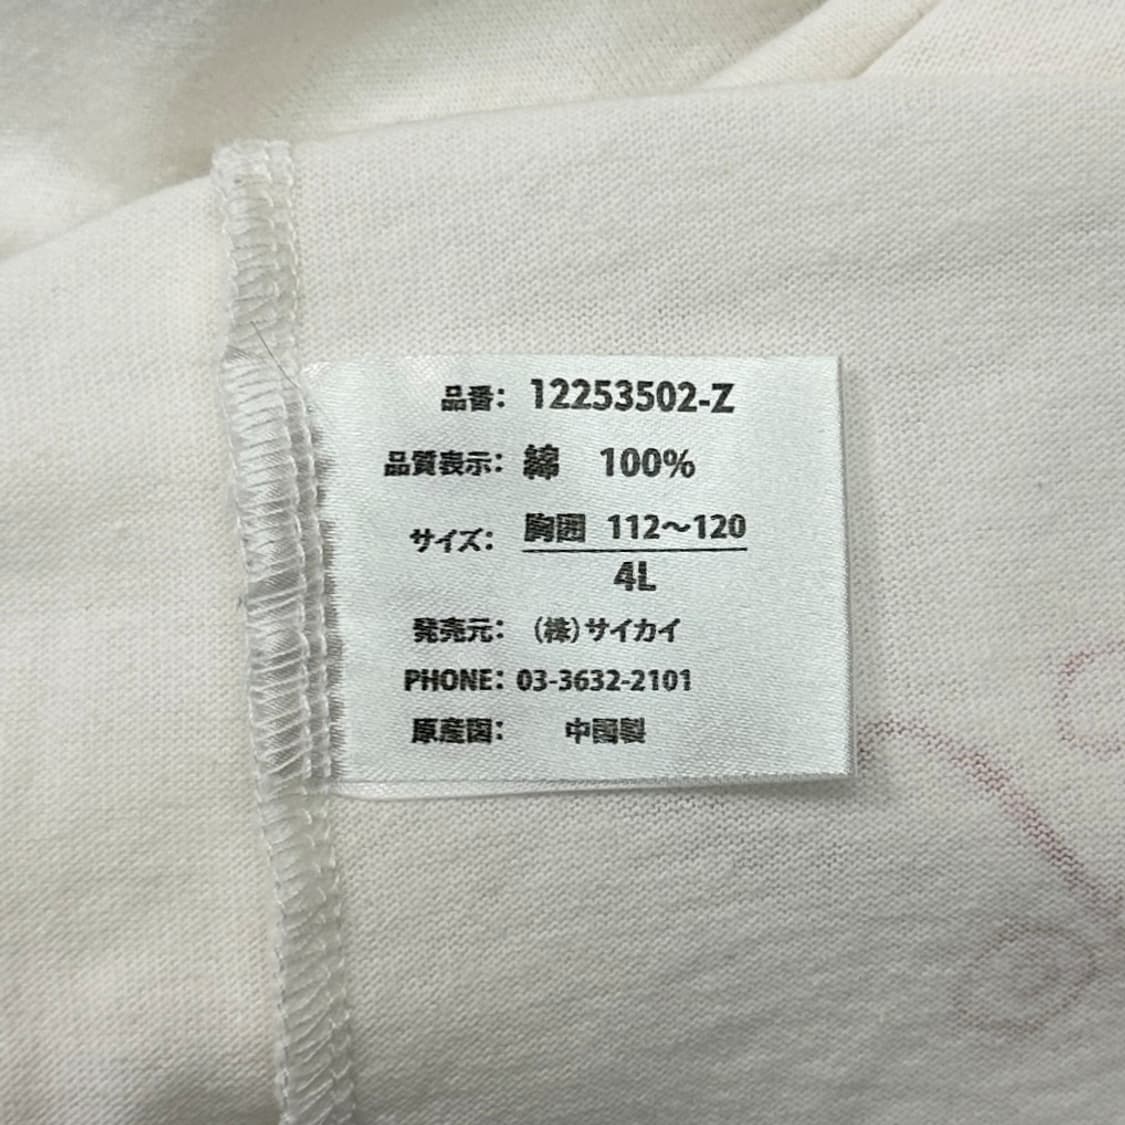 品番: 12253502-Z
品質表示: 綿 100%
サイズ: 胸囲 112～120
4L
発売元: (株)サイカイ
PHONE: 03-3632-2101
原産国: 中国製